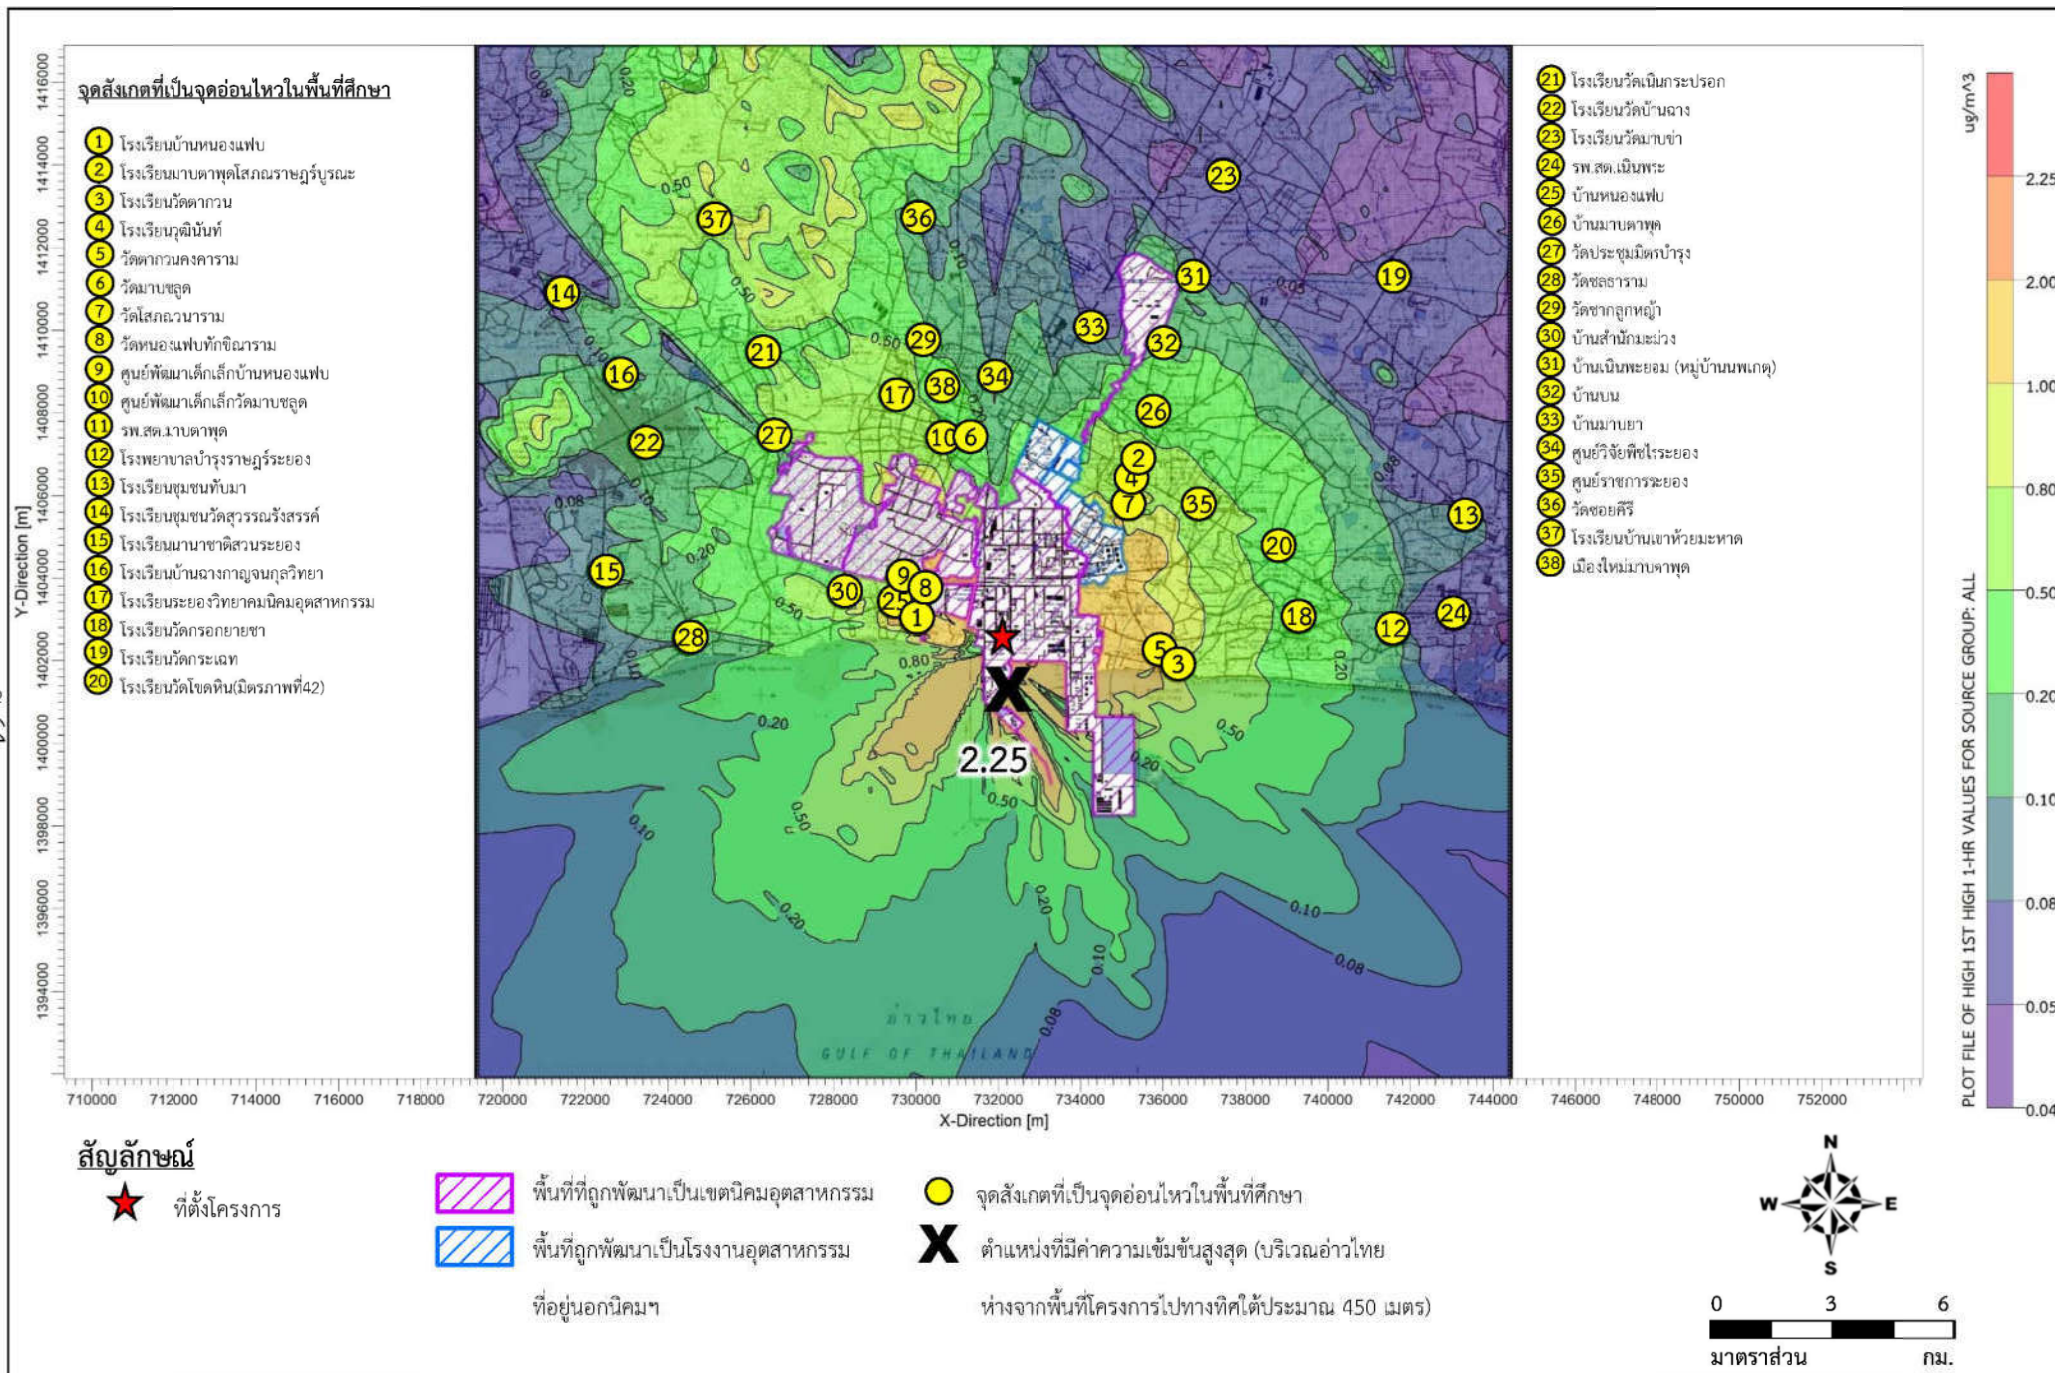 จุดสังเกตที่เป็นจุดอ่อนไหวในพื้นที่ศึกษา
1 โรงเรียนบ้านหนองแฟบ
2 โรงเรียนมาบตาพุดโสภณราษฎร์บูรณะ
3 โรงเรียนวัดตากวน
4 โรงเรียนวุฒินันท์
5 วัดตากวนคงคาราม
6 วัดมาบชลูด
7 วัดโสภณวนาราม
8 วัดหนองแฟบทักขิณาราม
9 ศูนย์พัฒนาเด็กเล็กบ้านหนองแฟบ
10 ศูนย์พัฒนาเด็กเล็กวัดมาบชลูด
11 รพ.สต.มาบตาพุด
12 โรงพยาบาลบำรุงราษฎร์ระยอง
13 โรงเรียนชุมชนทับมา
14 โรงเรียนชุมชนวัดสุวรรณรังสรรค์
15 โรงเรียนนานาชาติสวนระยอง
16 โรงเรียนบ้านฉางกาญจนกุลวิทยา
17 โรงเรียนระยองวิทยาคมนิคมอุตสาหกรรม
18 โรงเรียนวัดกรอกยายชา
19 โรงเรียนวัดกระเฉท
20 โรงเรียนวัดโขดหิน(มิตรภาพที่42)
21 โรงเรียนวัดเนินกระปรอก
22 โรงเรียนวัดบ้านฉาง
23 โรงเรียนวัดมาบข่า
24 รพ.สต.เนินพระ
25 บ้านหนองแฟบ
26 บ้านมาบตาพุด
27 วัดประชุมมิตรบำรุง
28 วัดชลธาราม
29 วัดชากลูกหญ้า
30 บ้านสำนักมะม่วง
31 บ้านเนินพะยอม (หมู่บ้านนพเกตุ)
32 บ้านบน
33 บ้านมาบยา
34 ศูนย์วิจัยพืชไร่ระยอง
35 ศูนย์ราชการระยอง
36 วัดซอยคีรี
37 โรงเรียนบ้านเขาห้วยมะหาด
38 เมืองใหม่มาบตาพุด
ug/m^3
2.25
2.00
1.00
0.80
0.50
0.20
0.10
0.08
0.05
0.04
PLOT FILE OF HIGH 1ST HIGH 1-HR VALUES FOR SOURCE GROUP: ALL
Y-Direction [m]
1416000
1414000
1412000
1410000
1408000
1406000
1404000
1402000
1400000
1398000
1396000
1394000
X
2.25
อ่าวไทย
GULF OF THAILAND
710000 712000 714000 716000 718000 720000 722000 724000 726000 728000 730000 732000 734000 736000 738000 740000 742000 744000 746000 748000 750000 752000
X-Direction [m]
สัญลักษณ์
ที่ตั้งโครงการ
พื้นที่ที่ถูกพัฒนาเป็นเขตนิคมอุตสาหกรรม
พื้นที่ถูกพัฒนาเป็นโรงงานอุตสาหกรรม
ที่อยู่นอกนิคมฯ
จุดสังเกตที่เป็นจุดอ่อนไหวในพื้นที่ศึกษา
X ตำแหน่งที่มีค่าความเข้มข้นสูงสุด (บริเวณอ่าวไทย
ห่างจากพื้นที่โครงการไปทางทิศใต้ประมาณ 450 เมตร)
N
W E
S
0 3 6
มาตราส่วน กม.